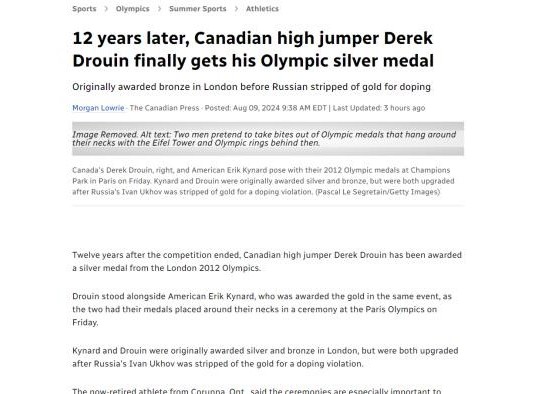 Sports > Olympics > Summer Sports > Athletics
12 years later, Canadian high jumper Derek
Drouin finally gets his Olympic silver medal
Originally awarded bronze in London before Russian stripped of gold for doping
Morgan Lowrie · The Canadian Press · Posted: Aug 09, 2024 9:38 AM EDT | Last Updated: 3 hours ago
Image Removed. Alt text: Two men pretend to take bites out of Olympic medals that hang around
their necks with the Eifel Tower and Olympic rings behind then.
Canada's Derek Drouin, right, and American Erik Kynard pose with their 2012 Olympic medals at Champions
Park in Paris on Friday. Kynard and Drouin were originally awarded silver and bronze, but were both upgraded
after Russia's Ivan Ukhov was stripped of gold for a doping violation. (Pascal Le Segretain/Getty Images)
Twelve years after the competition ended, Canadian high jumper Derek Drouin has been awarded
a silver medal from the London 2012 Olympics.
Drouin stood alongside American Erik Kynard, who was awarded the gold in the same event, as
the two had their medals placed around their necks in a ceremony at the Paris Olympics on
Friday.
Kynard and Drouin were originally awarded silver and bronze in London, but were both upgraded
after Russia's Ivan Ukhov was stripped of the gold for a doping violation.
The now-retired athlete from Corunna, Ont., said the ceremonies are especially important to